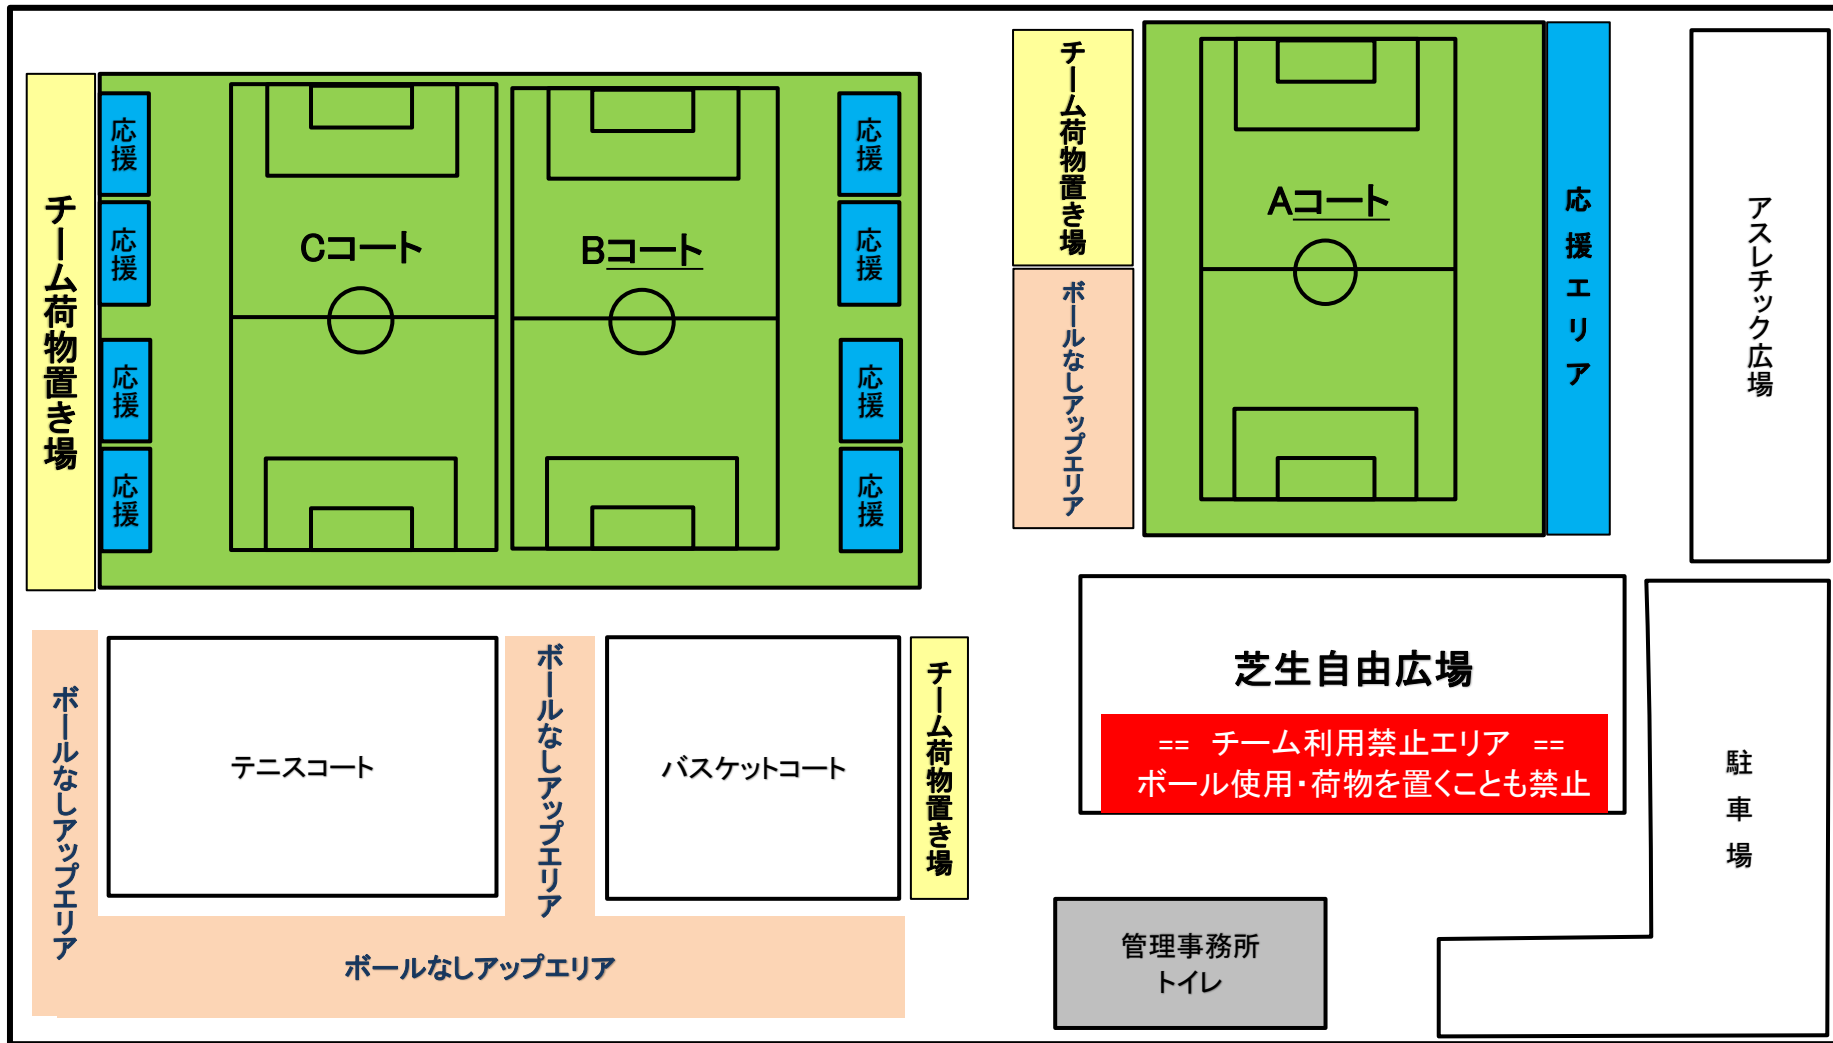 チーム荷物置き場
応援
応援
応援
応援
Cコート
Bコート
応援
応援
応援
応援
チーム荷物置き場
ボールなしアップエリア
Aコート
応援エリア
アスレチック広場
ボールなしアップエリア
テニスコート
ボールなしアップエリア
バスケットコート
チーム荷物置き場
ボールなしアップエリア
芝生自由広場
== チーム利用禁止エリア ==
ボール使用・荷物を置くことも禁止
駐車場
管理事務所
トイレ